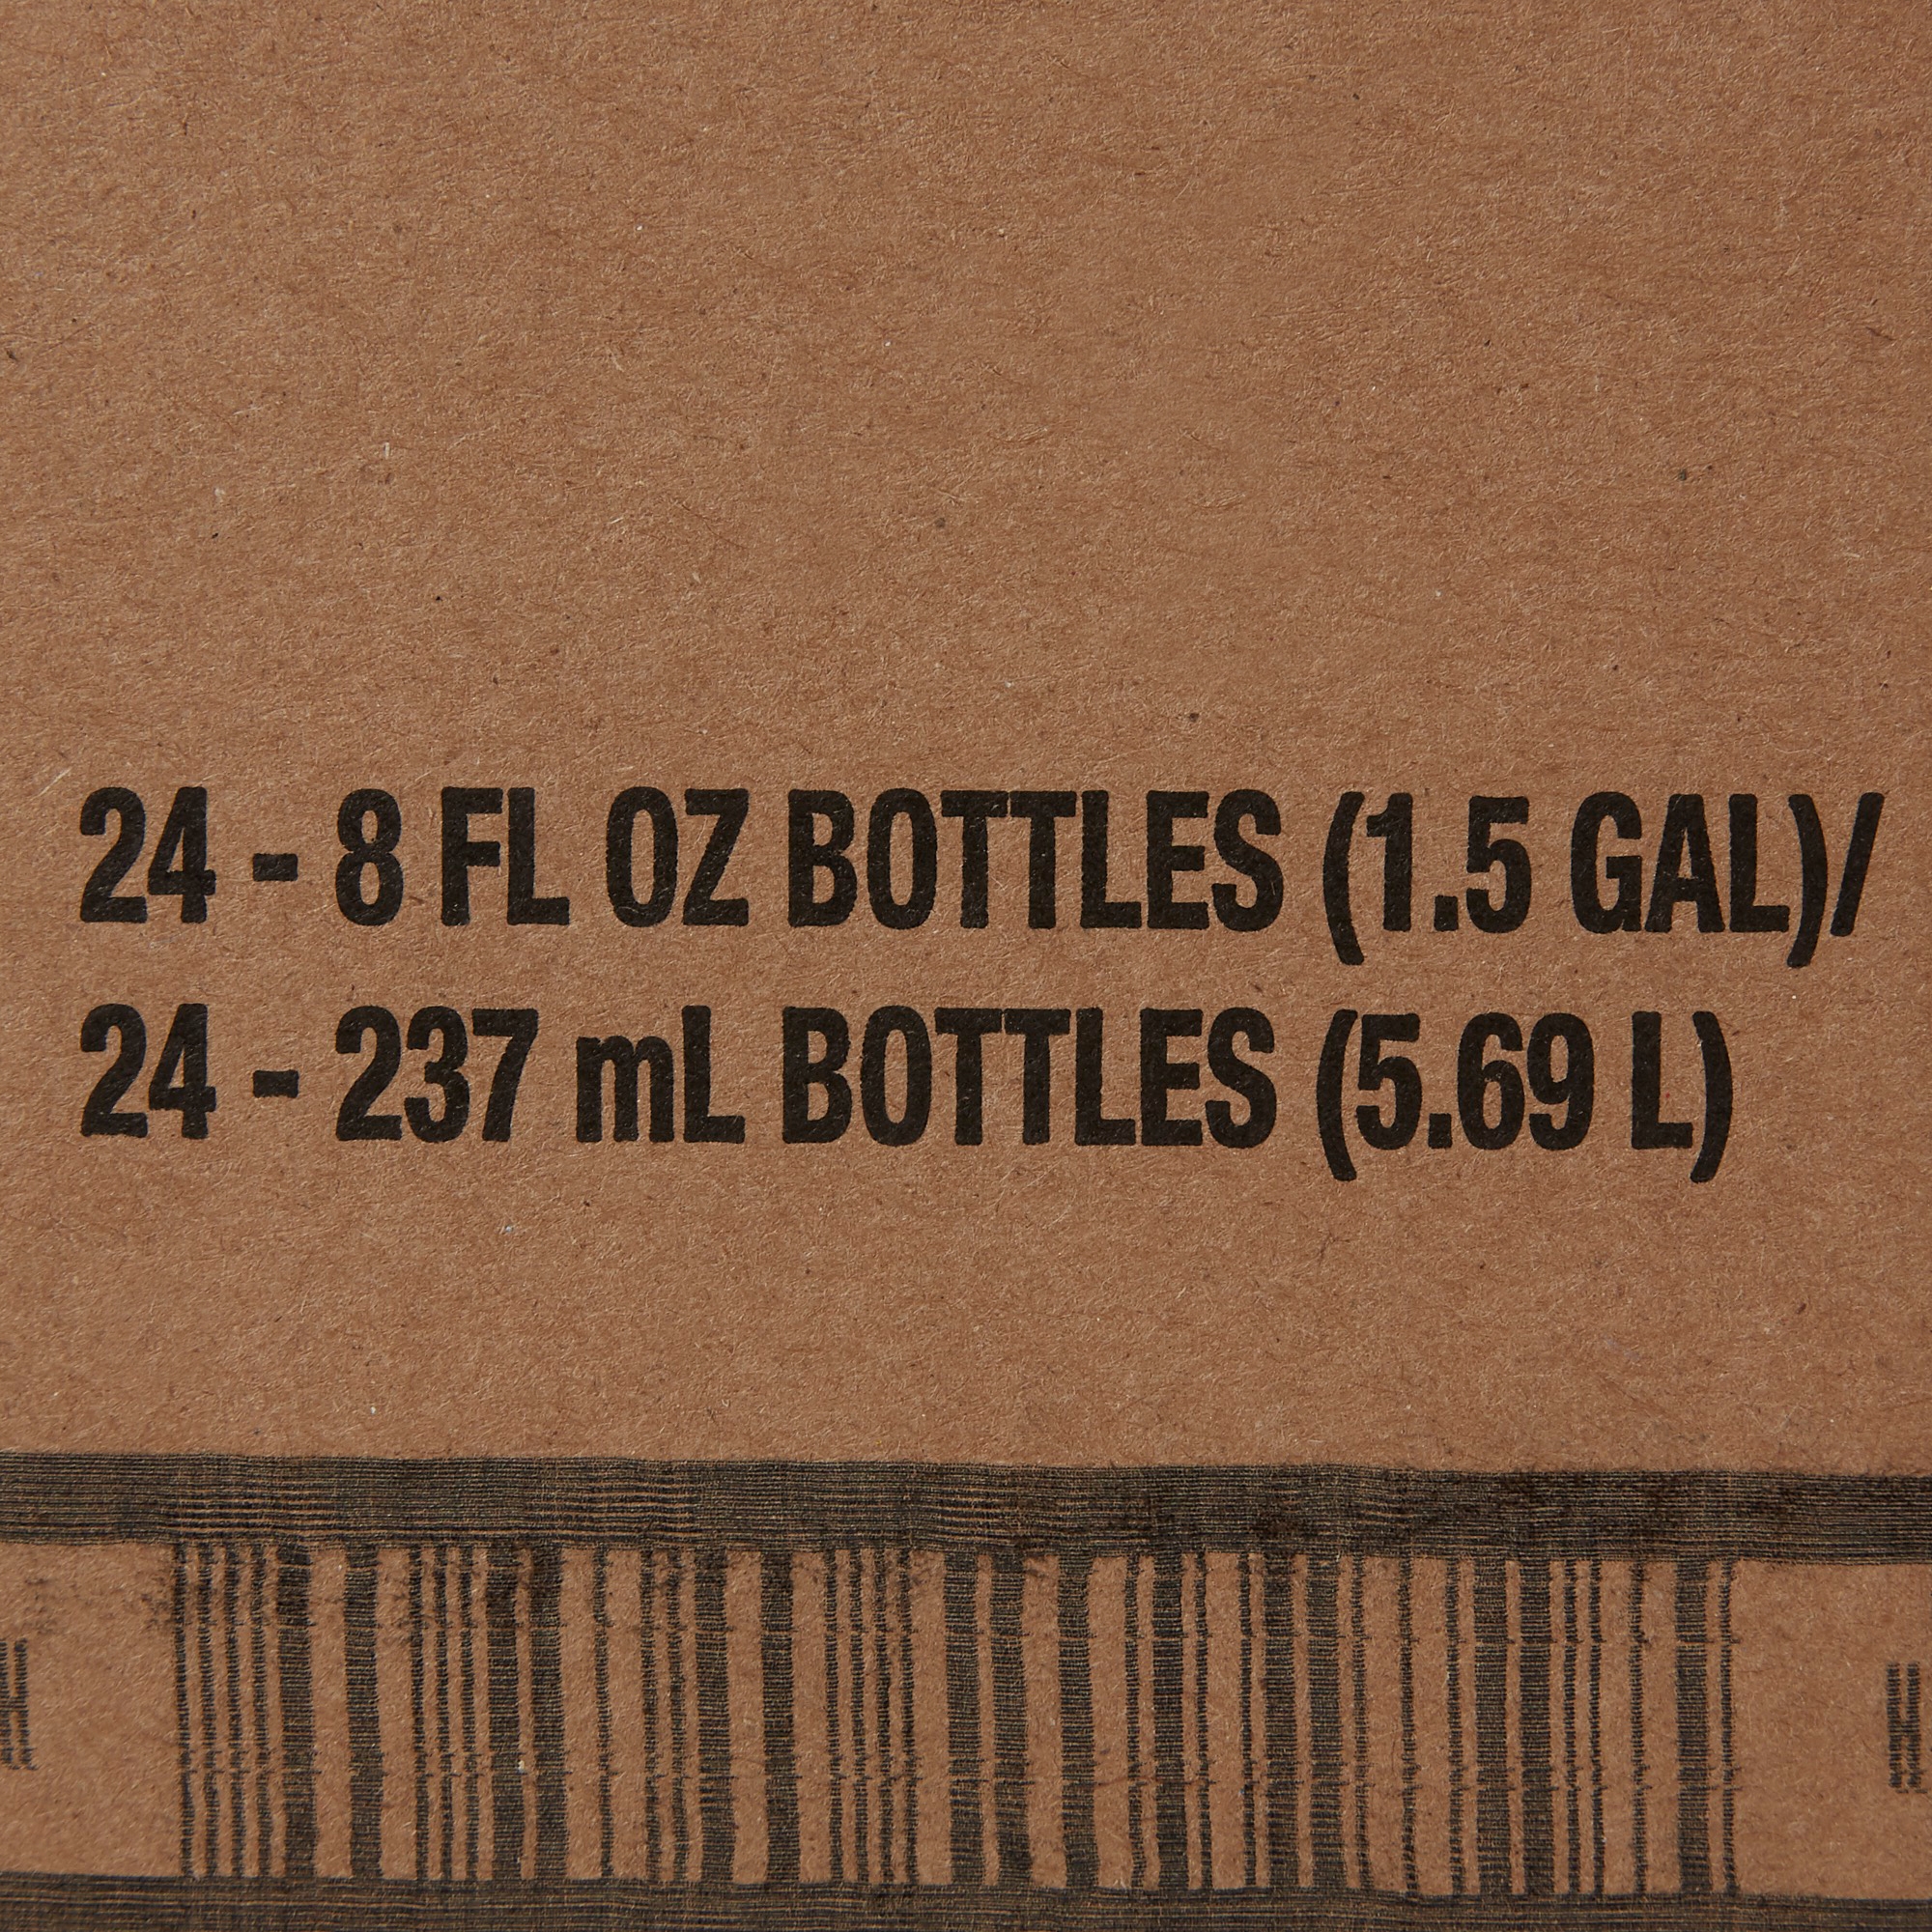 24 - 8 FL OZ BOTTLES (1.5 GAL)/
24 - 237 mL BOTTLES (5.69 L)
H H